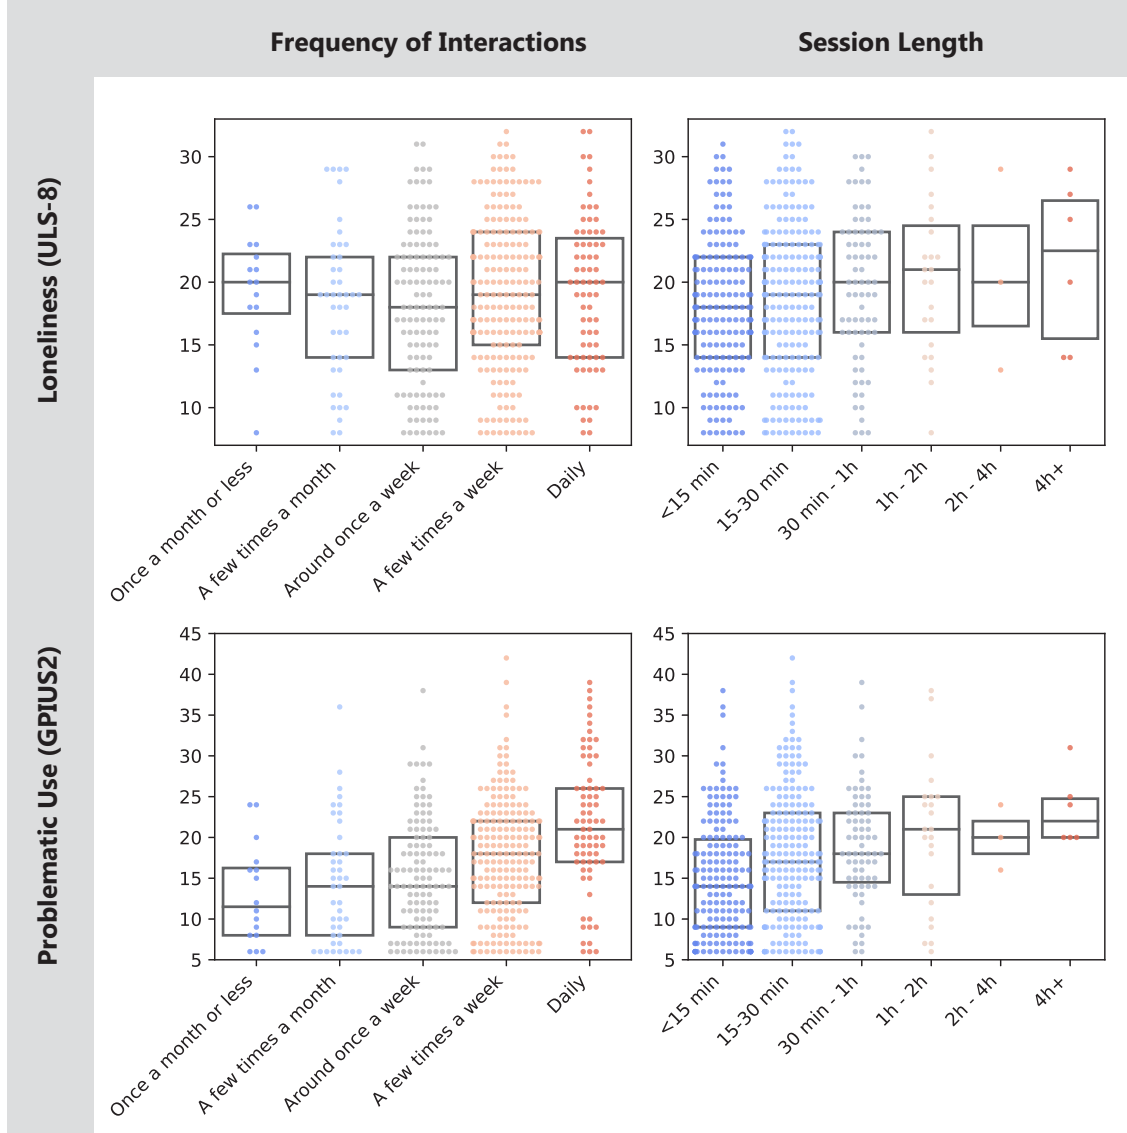 Frequency of Interactions
Session Length
Loneliness (ULS-8)
30
25
20
15
10
Once a month or less
A few times a month
Around once a week
A few times a week
Daily
30
25
20
15
10
<15 min
15-30 min
30 min - 1h
1h - 2h
2h - 4h
4h+
Problematic Use (GPIUS2)
45
40
35
30
25
20
15
10
5
Once a month or less
A few times a month
Around once a week
A few times a week
Daily
45
40
35
30
25
20
15
10
5
<15 min
15-30 min
30 min - 1h
1h - 2h
2h - 4h
4h+